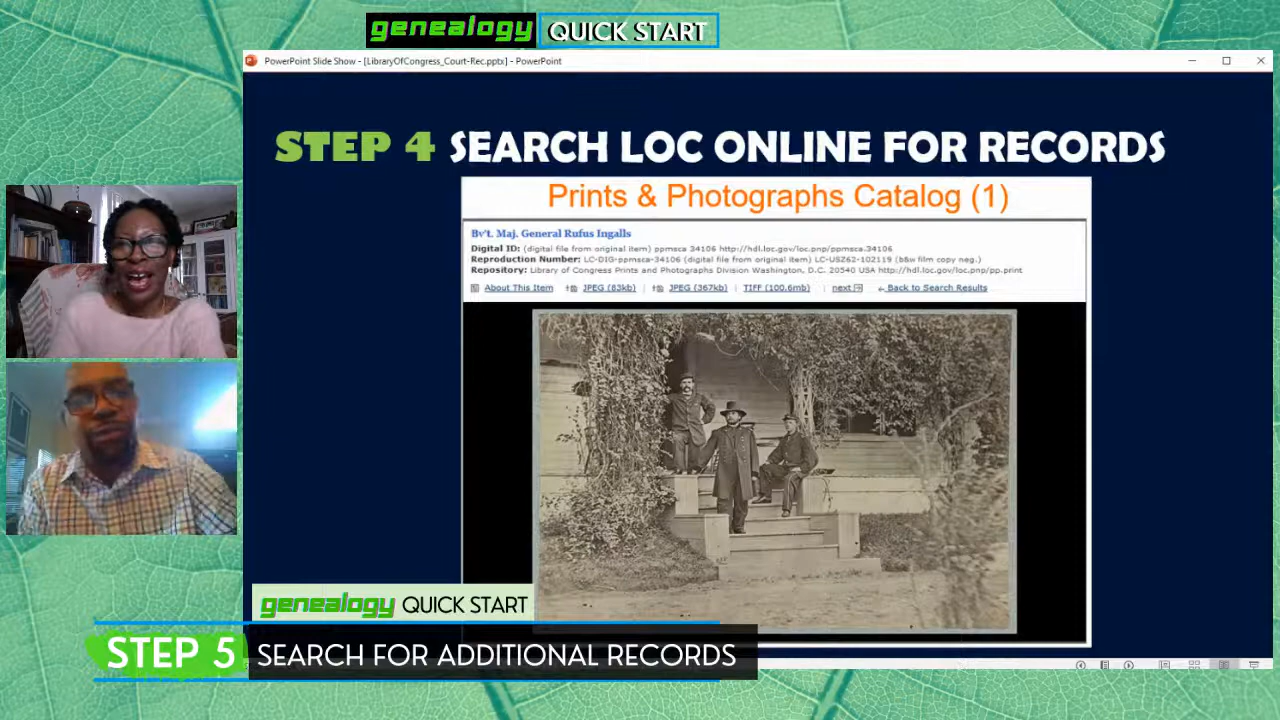 genealogy QUICK START
PowerPoint Slide Show - [LibraryOfCongress_Court-Rec.pptx] - PowerPoint
STEP 4 SEARCH LOC ONLINE FOR RECORDS
Prints & Photographs Catalog (1)
Bv't. Maj. General Rufus Ingalls
Digital ID: (digital file from original item) ppmsca 34106 http://hdl.loc.gov/loc.pnp/ppmsca.34106
Reproduction Number: LC-DIG-ppmsca-34106 (digital file from original item) LC-USZ62-102119 (b&w film copy neg.)
Repository: Library of Congress Prints and Photographs Division Washington, D.C. 20540 USA http://hdl.loc.gov/loc.pnp/pp.print
About This Item | JPEG (83kb) | JPEG (367kb) | TIFF (100.6mb) | next Back to Search Results
genealogy QUICK START
STEP 5 SEARCH FOR ADDITIONAL RECORDS